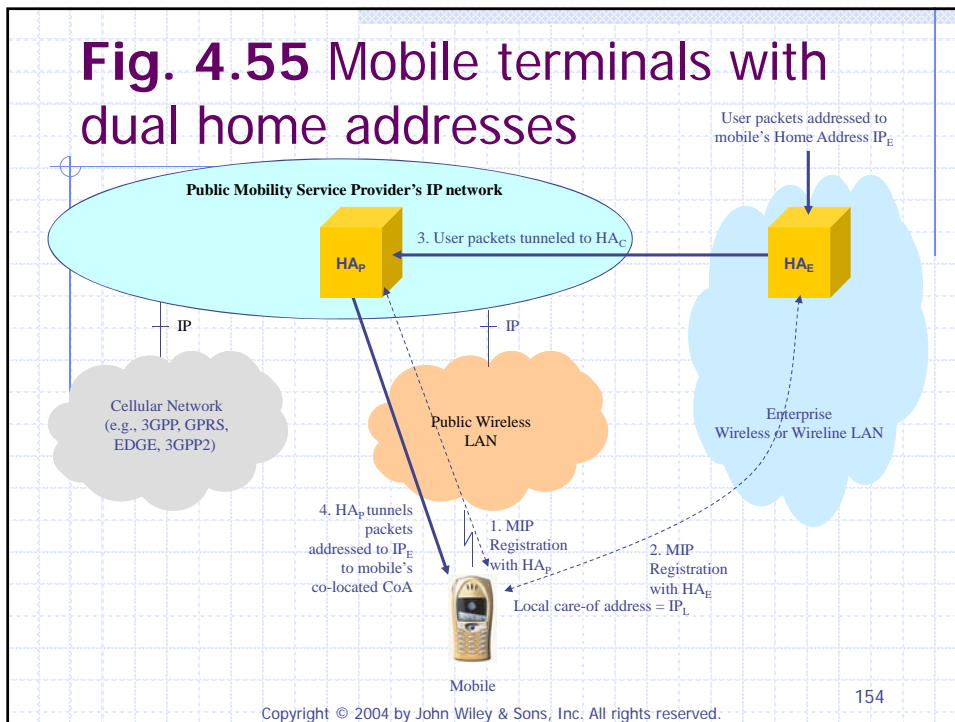 Fig. 4.55 Mobile terminals with
dual home addresses
User packets addressed to
mobile's Home Address IPE
Public Mobility Service Provider's IP network
3. User packets tunneled to HAC
HAP
HAE
IP
IP
Cellular Network
(e.g., 3GPP, GPRS,
EDGE, 3GPP2)
Public Wireless
LAN
Enterprise
Wireless or Wireline LAN
4. HAP tunnels
packets
addressed to IPE
to mobile's
co-located CoA
1. MIP
Registration
with HAP
2. MIP
Registration
with HAE
Local care-of address = IPL
Mobile
154
Copyright © 2004 by John Wiley & Sons, Inc. All rights reserved.